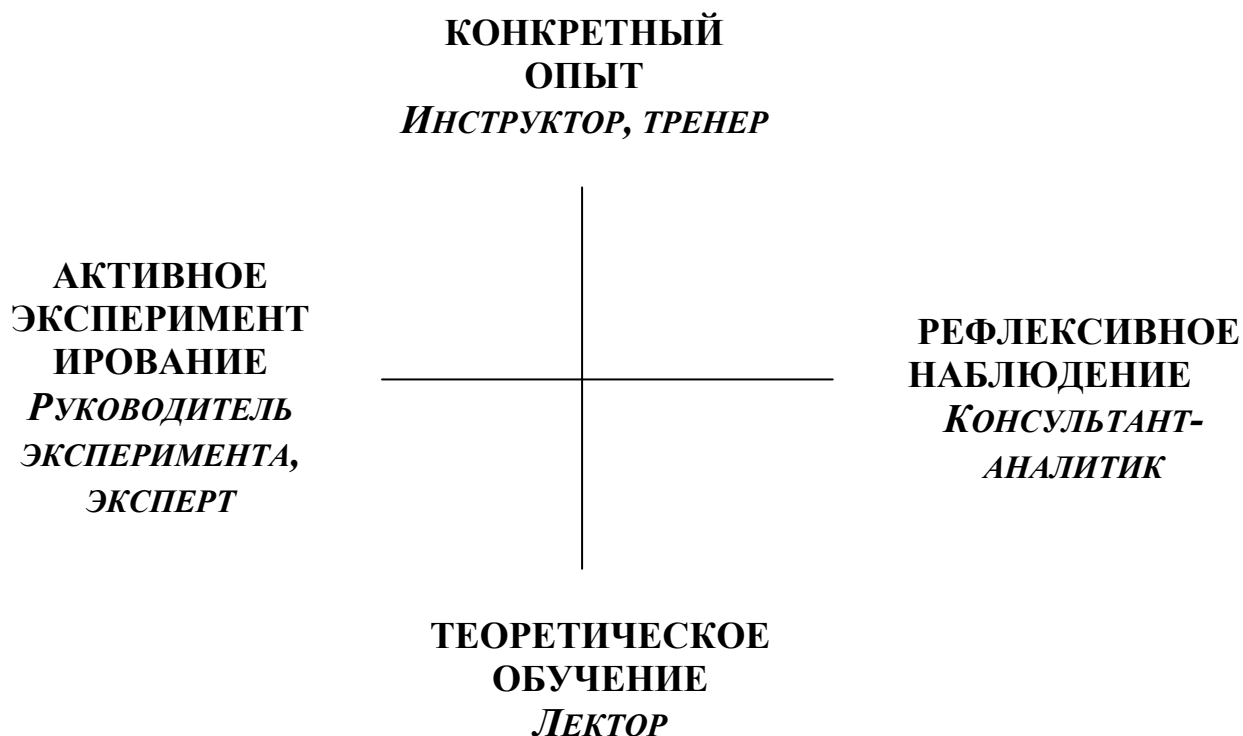 КОНКРЕТНЫЙ
ОПЫТ
ИНСТРУКТОР, ТРЕНЕР
АКТИВНОЕ
ЭКСПЕРИМЕНТ
ИРОВАНИЕ
РУКОВОДИТЕЛЬ
ЭКСПЕРИМЕНТА,
ЭКСПЕРТ
РЕФЛЕКСИВНОЕ
НАБЛЮДЕНИЕ
КОНСУЛЬТАНТ-
АНАЛИТИК
ТЕОРЕТИЧЕСКОЕ
ОБУЧЕНИЕ
ЛЕКТОР